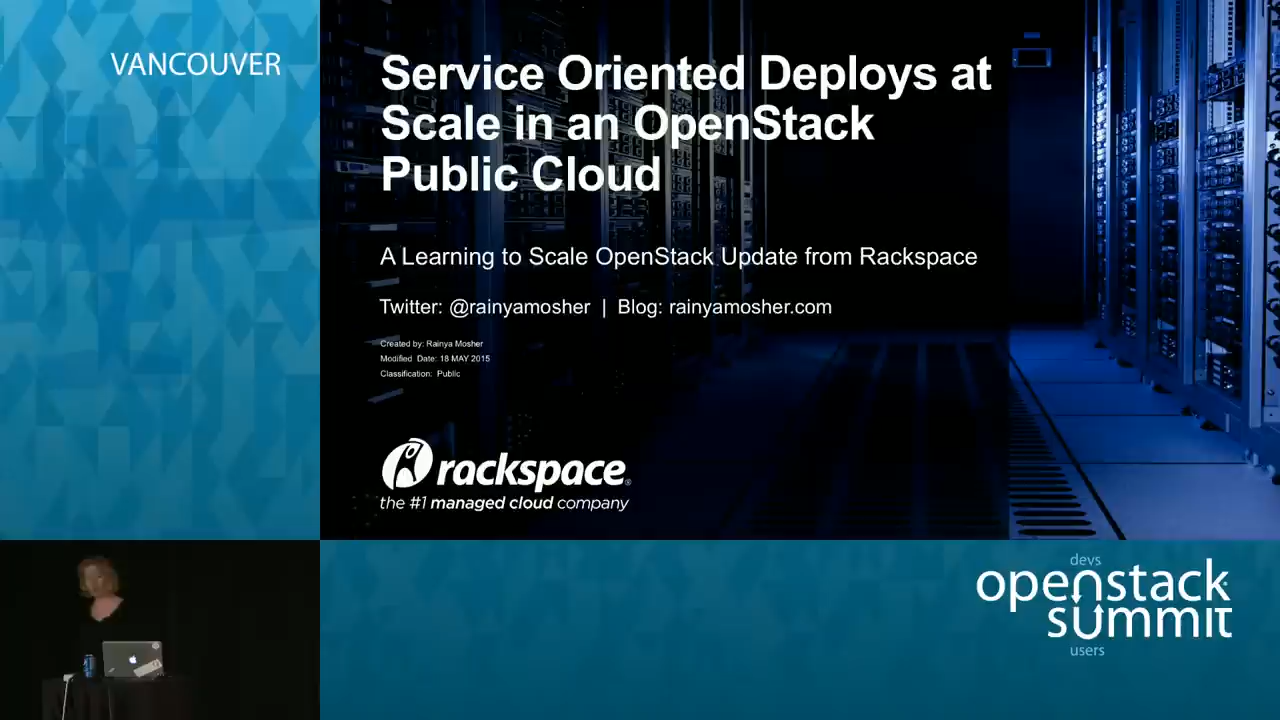 VANCOUVER
Service Oriented Deploys at
Scale in an OpenStack
Public Cloud
A Learning to Scale OpenStack Update from Rackspace
Twitter: @rainyamosher | Blog: rainyamosher.com
Created by: Rainya Mosher
Modified Date: 18 MAY 2015
Classification: Public
rackspace®
the #1 managed cloud company
devs
openstack
summit
users